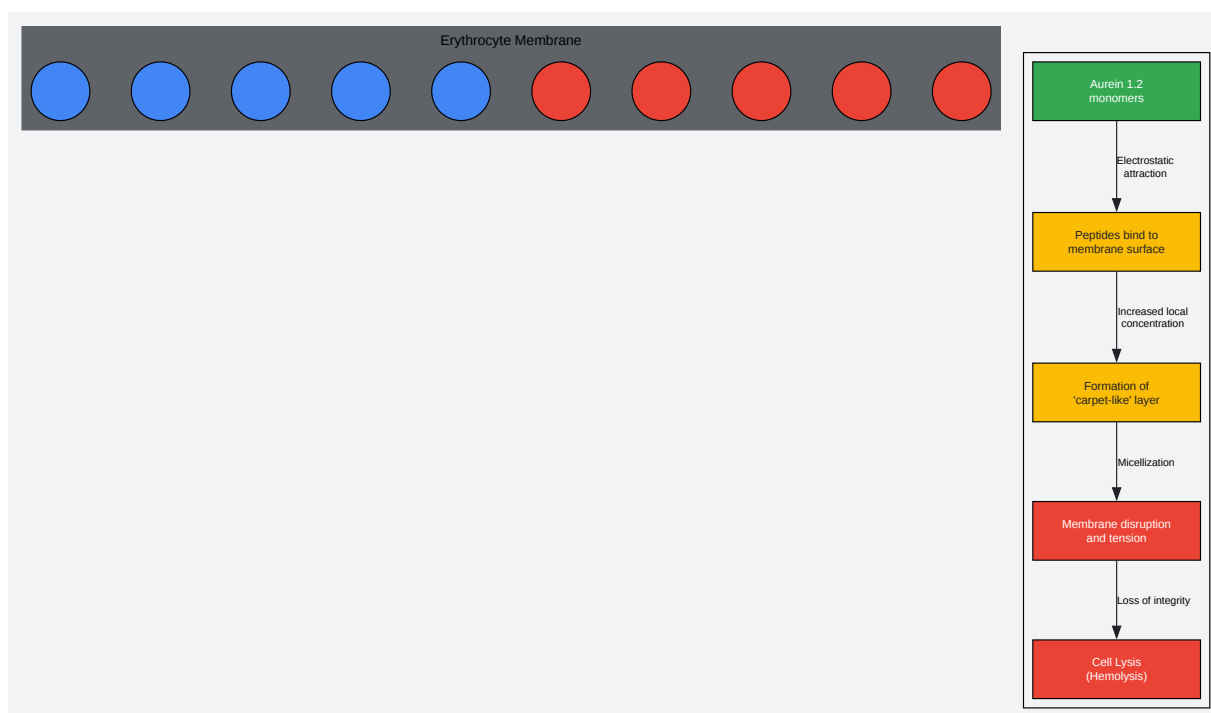 Erythrocyte Membrane
Aurein 1.2
monomers
Electrostatic
attraction
Peptides bind to
membrane surface
Increased local
concentration
Formation of
'carpet-like' layer
Micellization
Membrane disruption
and tension
Loss of integrity
Cell Lysis
(Hemolysis)